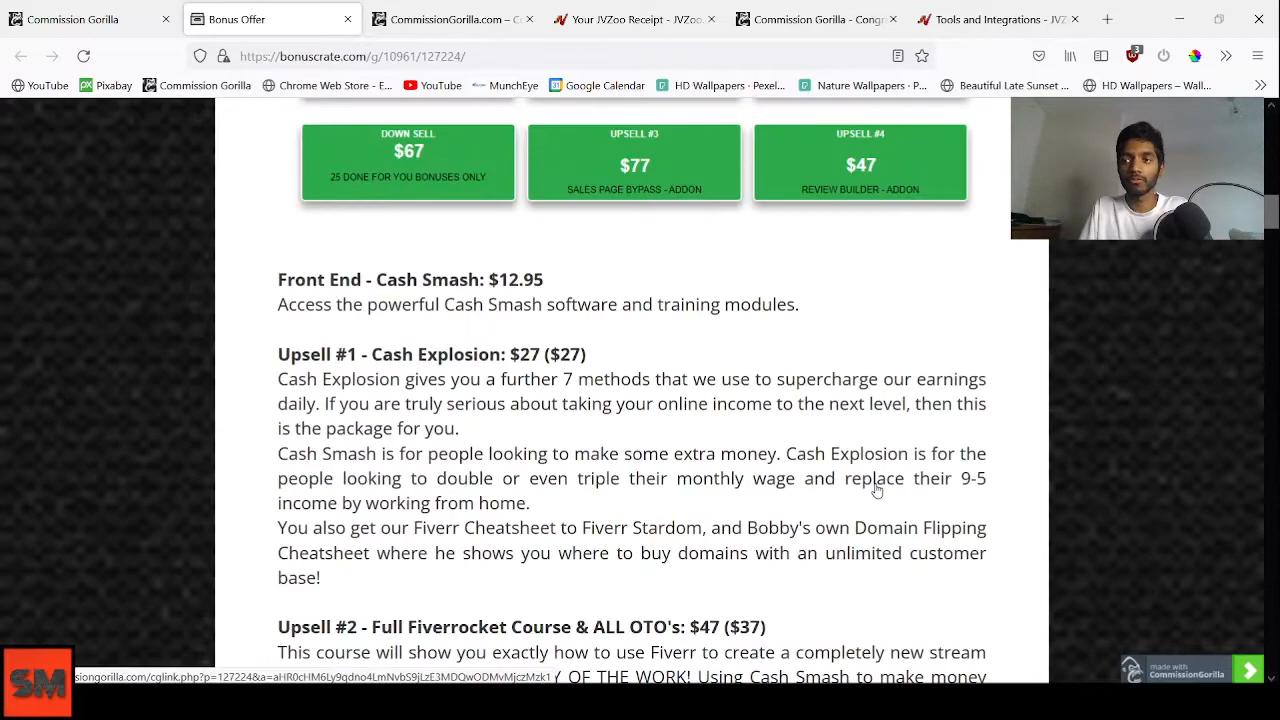 Commission Gorilla
Bonus Offer
CommissionGorilla.com – Co
Your JVZoo Receipt - JVZoo.
Commission Gorilla - Congr
Tools and Integrations - JVZ
https://bonuscrate.com/g/10961/127224/
3
YouTube
Pixabay
Commission Gorilla
Chrome Web Store - E...
YouTube
MunchEye
Google Calendar
HD Wallpapers · Pexel...
Nature Wallpapers · P...
Beautiful Late Sunset ...
HD Wallpapers – Wall...
DOWN SELL
$67
25 DONE FOR YOU BONUSES ONLY
UPSELL #3
$77
SALES PAGE BYPASS - ADDON
UPSELL #4
$47
REVIEW BUILDER - ADDON
Front End - Cash Smash: $12.95
Access the powerful Cash Smash software and training modules.
Upsell #1 - Cash Explosion: $27 ($27)
Cash Explosion gives you a further 7 methods that we use to supercharge our earnings
daily. If you are truly serious about taking your online income to the next level, then this
is the package for you.
Cash Smash is for people looking to make some extra money. Cash Explosion is for the
people looking to double or even triple their monthly wage and replace their 9-5
income by working from home.
You also get our Fiverr Cheatsheet to Fiverr Stardom, and Bobby's own Domain Flipping
Cheatsheet where he shows you where to buy domains with an unlimited customer
base!
Upsell #2 - Full Fiverrocket Course & ALL OTO's: $47 ($37)
This course will show you exactly how to use Fiverr to create a completely new stream
OF THE WORK! Using Cash Smash to make money
made with
CommissionGorilla
SM